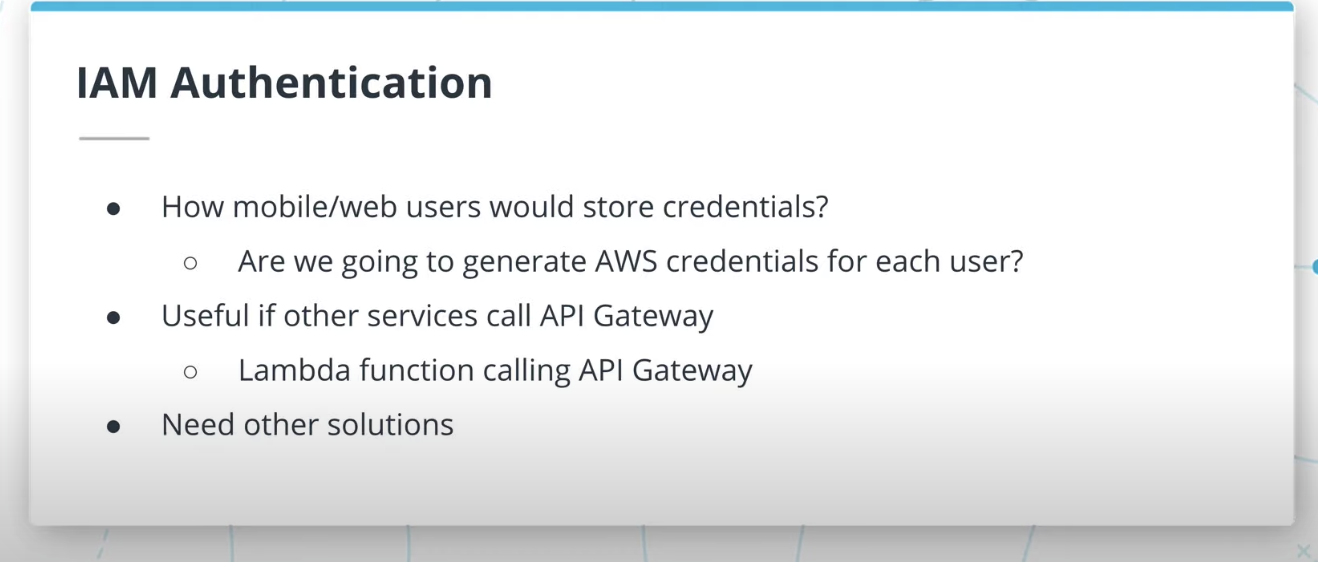 IAM Authentication
● How mobile/web users would store credentials?
○ Are we going to generate AWS credentials for each user?
● Useful if other services call API Gateway
○ Lambda function calling API Gateway
● Need other solutions